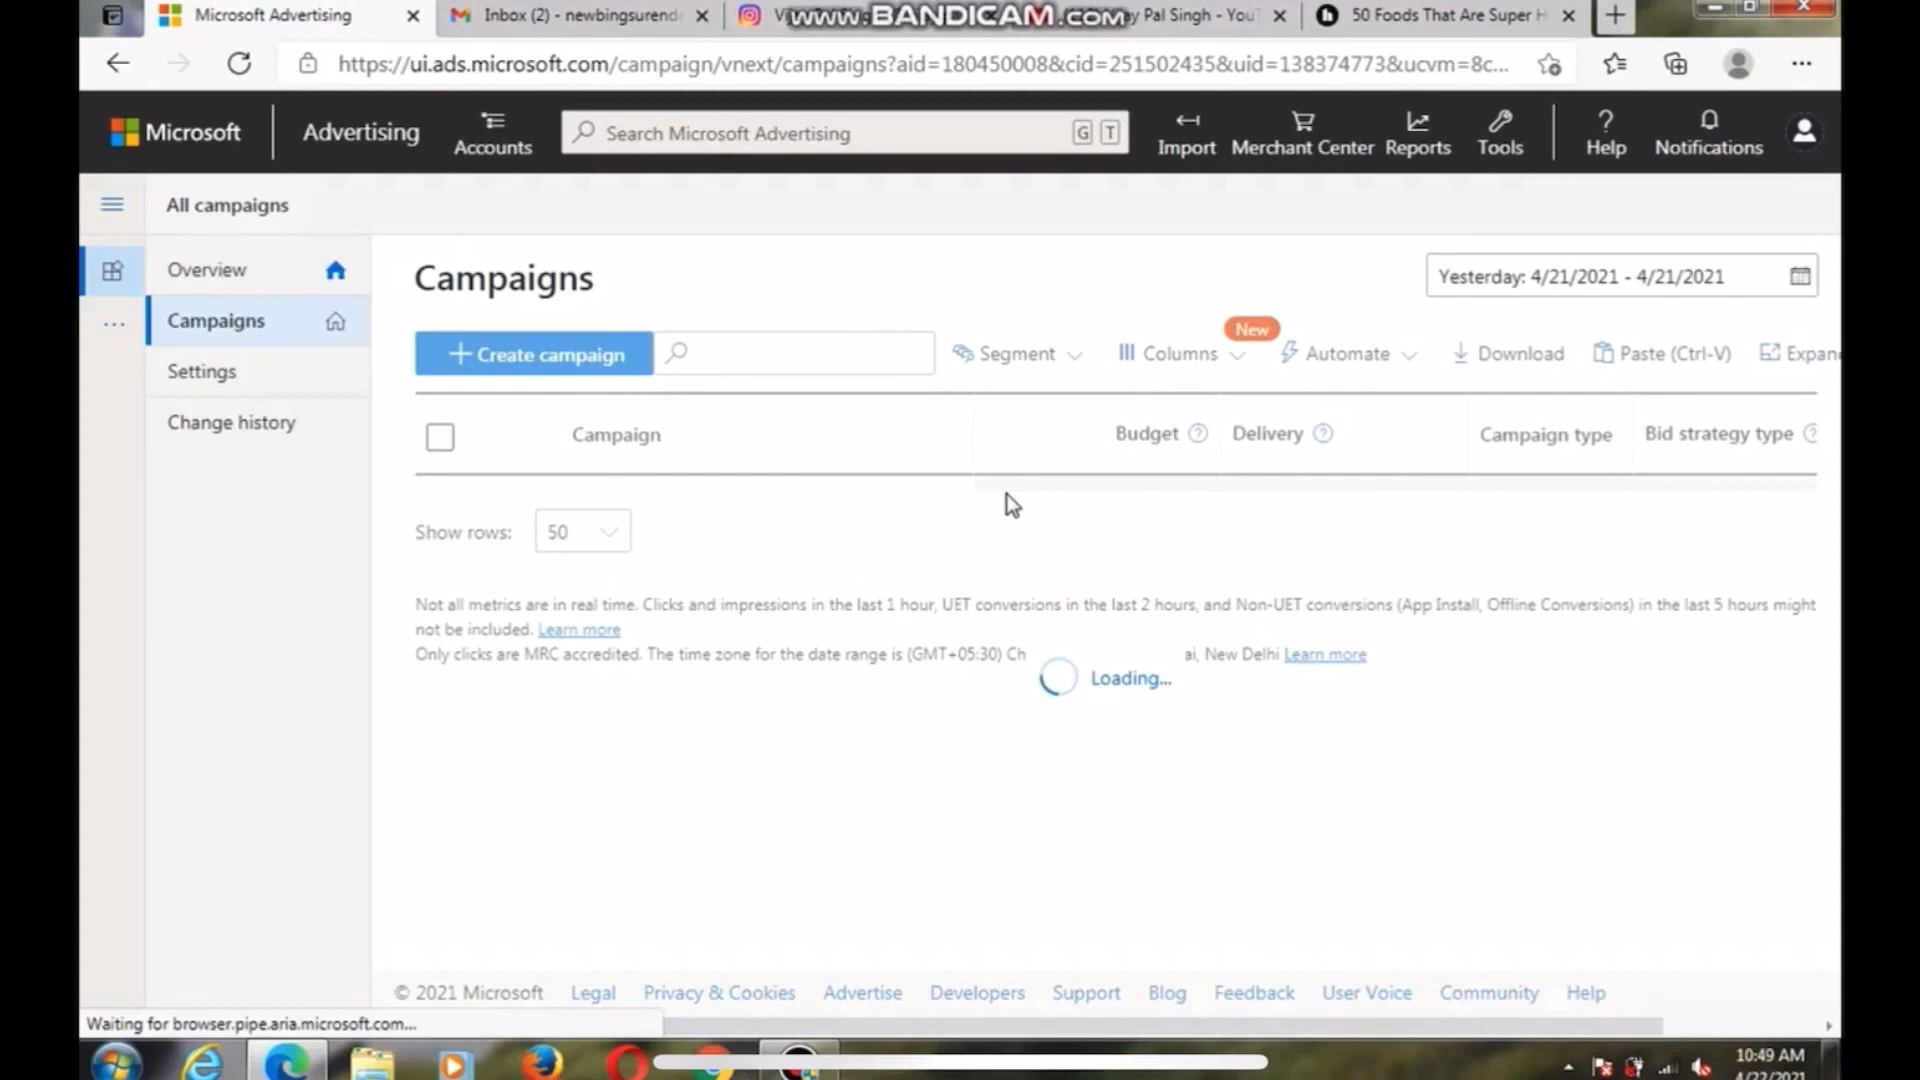 Microsoft Advertising
Inbox (2) - newbingsurend
www.BANDICAM.com
Pal Singh - YouT
50 Foods That Are Super H
https://ui.ads.microsoft.com/campaign/vnext/campaigns?aid=180450008&cid=251502435&uid=138374773&ucvm=8c...
Microsoft
Advertising
Accounts
Search Microsoft Advertising
G T
Import
Merchant Center
Reports
Tools
Help
Notifications
All campaigns
Overview
Campaigns
Settings
Change history
Campaigns
Yesterday: 4/21/2021 - 4/21/2021
New
+ Create campaign
Segment
Columns
Automate
Download
Paste (Ctrl-V)
Expan
Campaign
Budget
Delivery
Campaign type
Bid strategy type
Show rows: 50
Not all metrics are in real time. Clicks and impressions in the last 1 hour, UET conversions in the last 2 hours, and Non-UET conversions (App Install, Offline Conversions) in the last 5 hours might
not be included. Learn more
Only clicks are MRC accredited. The time zone for the date range is (GMT+05:30) Ch ai, New Delhi Learn more
Loading...
© 2021 Microsoft Legal Privacy & Cookies Advertise Developers Support Blog Feedback User Voice Community Help
Waiting for browser.pipe.aria.microsoft.com...
10:49 AM
4/22/2021